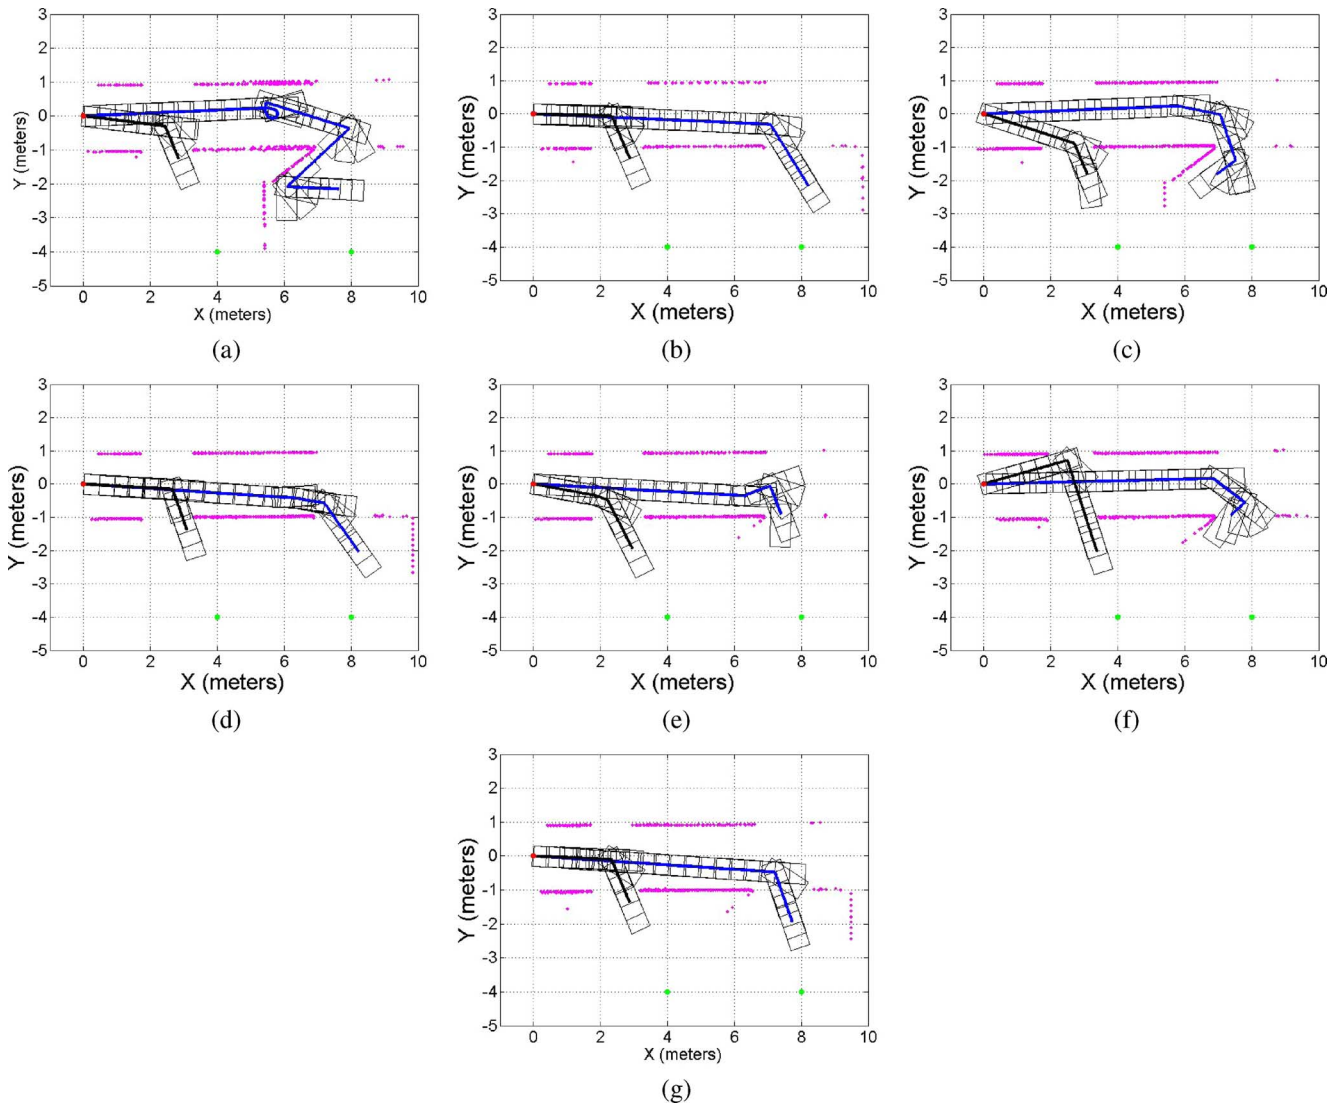 3 3 3
2 2 2
1 1 1
0 0 0
-1 -1 -1
-2 -2 -2
-3 -3 -3
-4 -4 -4
-5 -5 -5
Y (meters) Y (meters) Y (meters)
0 2 4 6 8 10 0 2 4 6 8 10 0 2 4 6 8 10
X (meters) X (meters) X (meters)
(a) (b) (c)
3 3 3
2 2 2
1 1 1
0 0 0
-1 -1 -1
-2 -2 -2
-3 -3 -3
-4 -4 -4
-5 -5 -5
Y (meters) Y (meters) Y (meters)
0 2 4 6 8 10 0 2 4 6 8 10 0 2 4 6 8 10
X (meters) X (meters) X (meters)
(d) (e) (f)
3
2
1
0
-1
-2
-3
-4
-5
Y (meters)
0 2 4 6 8 10
X (meters)
(g)